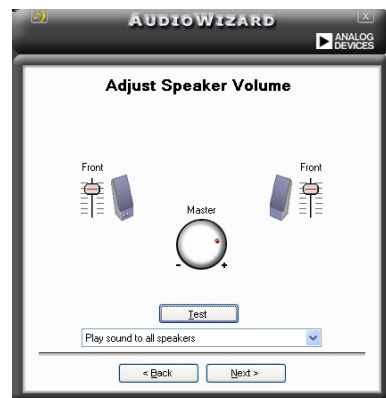 AUDIOWIZARD
X
ANALOG
DEVICES
Adjust Speaker Volume
Front
Front
Master
- +
Test
Play sound to all speakers
< Back
Next >